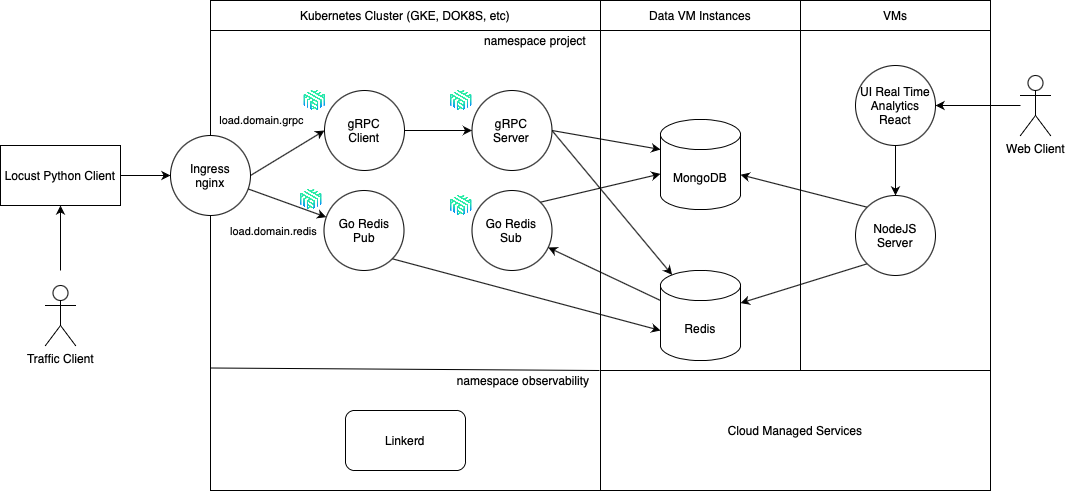 Kubernetes Cluster (GKE, DOK8S, etc)
Data VM Instances
VMs
namespace project
load.domain.grpc
gRPC
Client
gRPC
Server
UI Real Time
Analytics
React
Web Client
Locust Python Client
Ingress
nginx
MongoDB
load.domain.redis
Go Redis
Pub
Go Redis
Sub
NodeJS
Server
Redis
Traffic Client
namespace observability
Linkerd
Cloud Managed Services